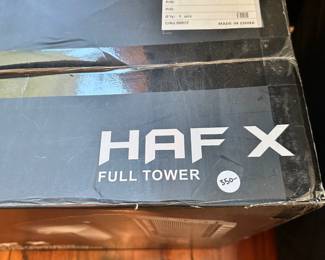 MADE IN CHINA
HAF X
FULL TOWER
350-